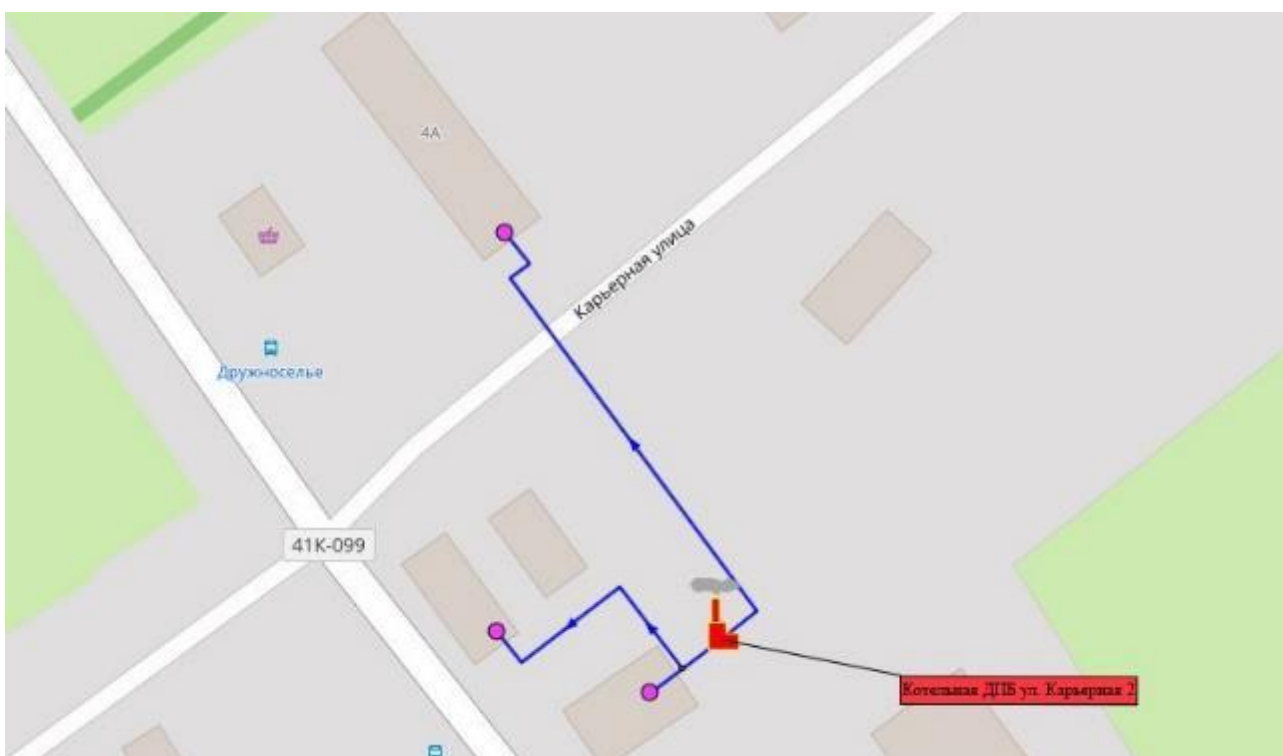 4А
Карьерная улица
Дружноселье
41К-099
Котельная ДПБ ул. Карьерная 2